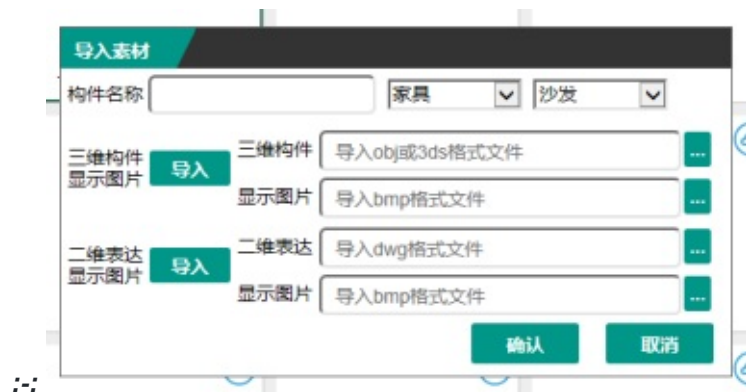 导入素材
构件名称 家具 沙发
三维构件 导入obj或3ds格式文件 ...
三维构件
显示图片 导入
显示图片 导入bmp格式文件 ...
二维表达 导入dwg格式文件 ...
二维表达
显示图片 导入
显示图片 导入bmp格式文件 ...
确认 取消